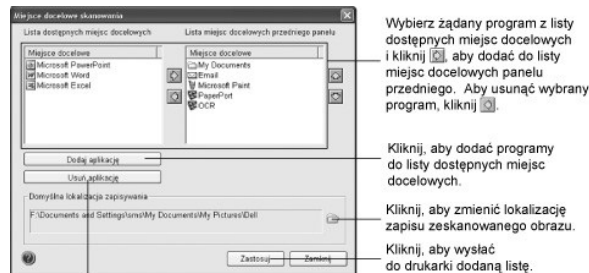 Miejsce docelowe skanowania
Lista dostępnych miejsc docelowych
Lista miejsc docelowych przedniego panelu
Miejsce docelowe
Microsoft PowerPoint
Microsoft Word
Microsoft Excel
Miejsce docelowe
My Documents
Email
Microsoft Paint
PaperPort
OCR
Dodaj aplikację
Usuń aplikację
Domyślna lokalizacja zapisywania
F:\Documents and Settings\sms\My Documents\My Pictures\Dell
Zastosuj
Zamknij
Wybierz żądany program z listy
dostępnych miejsc docelowych
i kliknij , aby dodać do listy
miejsc docelowych panelu
przedniego. Aby usunąć wybrany
program, kliknij .
Kliknij, aby dodać programy
do listy dostępnych miejsc
docelowych.
Kliknij, aby zmienić lokalizację
zapisu zeskanowanego obrazu.
Kliknij, aby wysłać
do drukarki dodaną listę.